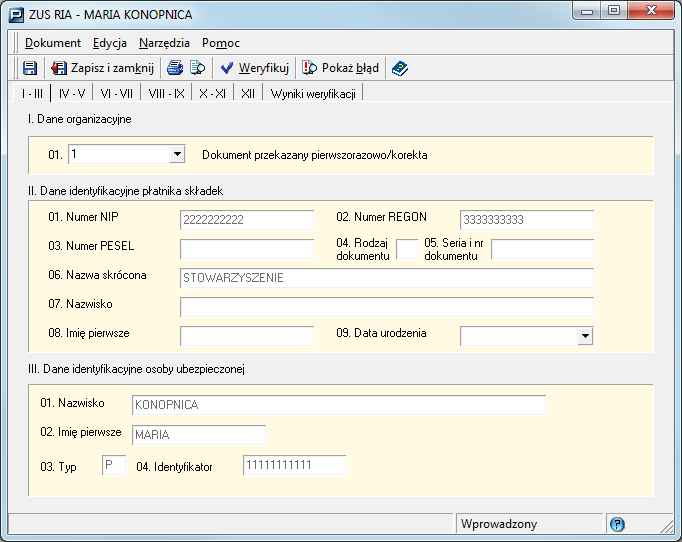 ZUS RIA - MARIA KONOPNICA
Dokument Edycja Narzędzia Pomoc
Zapisz i zamknij Weryfikuj Pokaż błąd
I - III IV - V VI - VII VIII - IX X - XI XII Wyniki weryfikacji
I. Dane organizacyjne
01. 1 Dokument przekazany pierwszorazowo/korekta
II. Dane identyfikacyjne płatnika składek
01. Numer NIP 2222222222 02. Numer REGON 3333333333
03. Numer PESEL 04. Rodzaj dokumentu 05. Seria i nr dokumentu
06. Nazwa skrócona STOWARZYSZENIE
07. Nazwisko
08. Imię pierwsze 09. Data urodzenia
III. Dane identyfikacyjne osoby ubezpieczonej
01. Nazwisko KONOPNICA
02. Imię pierwsze MARIA
03. Typ P 04. Identyfikator 11111111111
Wprowadzony